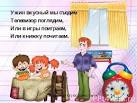 Ужин вкусный мы съедим
Телевизор поглядим,
Или в игры поиграем,
Или книжку почитаем.